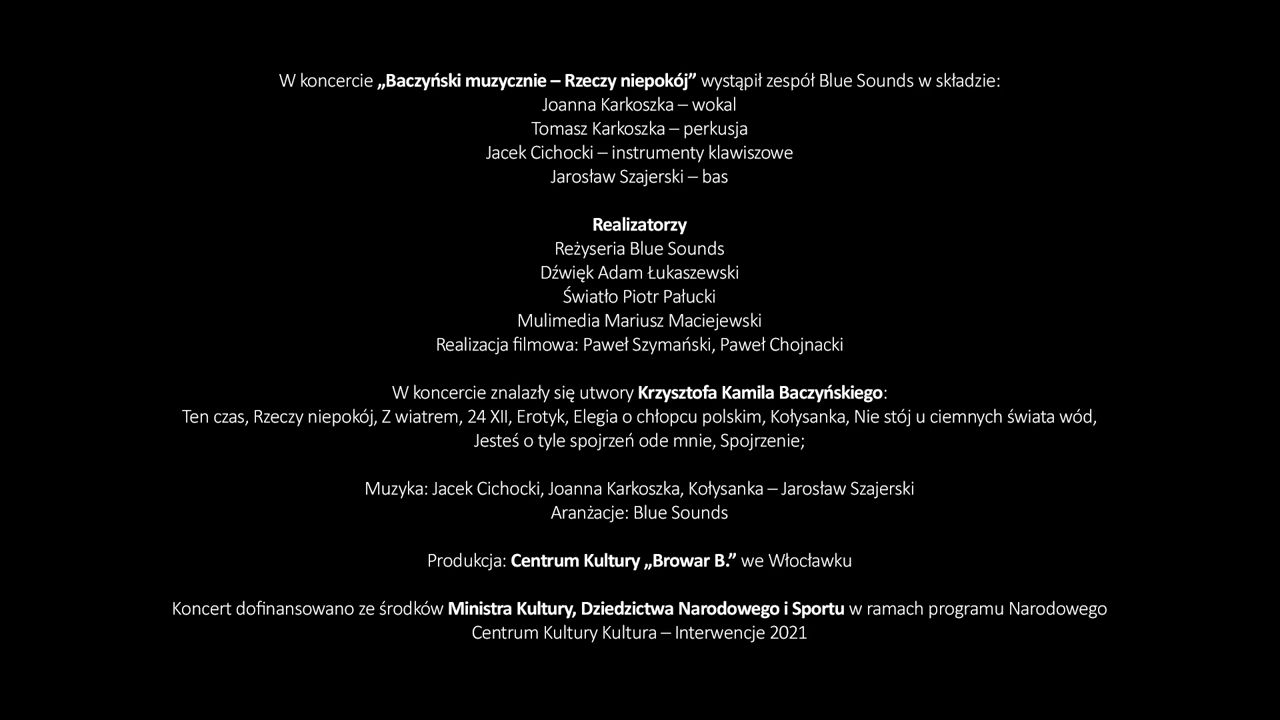 W koncercie „Baczyński muzycznie – Rzeczy niepokój” wystąpił zespół Blue Sounds w składzie:
Joanna Karkoszka – wokal
Tomasz Karkoszka – perkusja
Jacek Cichocki – instrumenty klawiszowe
Jarosław Szajerski – bas
Realizatorzy
Reżyseria Blue Sounds
Dźwięk Adam Łukaszewski
Światło Piotr Pałucki
Mulimedia Mariusz Maciejewski
Realizacja filmowa: Paweł Szymański, Paweł Chojnacki
W koncercie znalazły się utwory Krzysztofa Kamila Baczyńskiego:
Ten czas, Rzeczy niepokój, Z wiatrem, 24 XII, Erotyk, Elegia o chłopcu polskim, Kołysanka, Nie stój u ciemnych świata wód,
Jesteś o tyle spojrzeń ode mnie, Spojrzenie;
Muzyka: Jacek Cichocki, Joanna Karkoszka, Kołysanka – Jarosław Szajerski
Aranżacje: Blue Sounds
Produkcja: Centrum Kultury „Browar B.” we Włocławku
Koncert dofinansowano ze środków Ministra Kultury, Dziedzictwa Narodowego i Sportu w ramach programu Narodowego
Centrum Kultury Kultura – Interwencje 2021